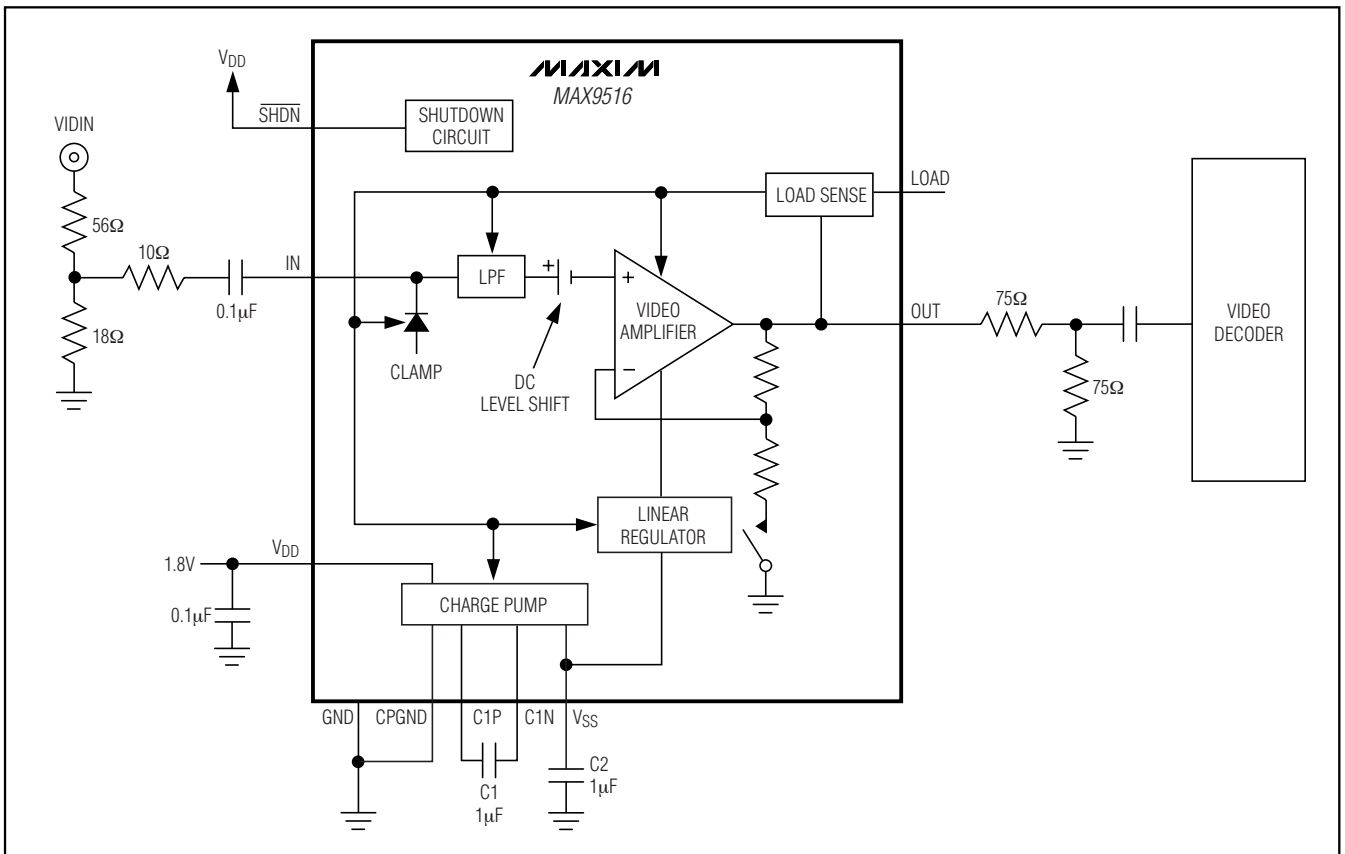 MAXIM
MAX9516
VDD
SHDN
SHUTDOWN
CIRCUIT
VIDIN
56Ω
10Ω
0.1μF
18Ω
IN
LPF
+
CLAMP
DC
LEVEL SHIFT
+
VIDEO
AMPLIFIER
−
LOAD SENSE
LOAD
OUT
75Ω
75Ω
VIDEO
DECODER
LINEAR
REGULATOR
1.8V
VDD
0.1μF
CHARGE PUMP
GND
CPGND
C1P
C1N
VSS
C1
1μF
C2
1μF